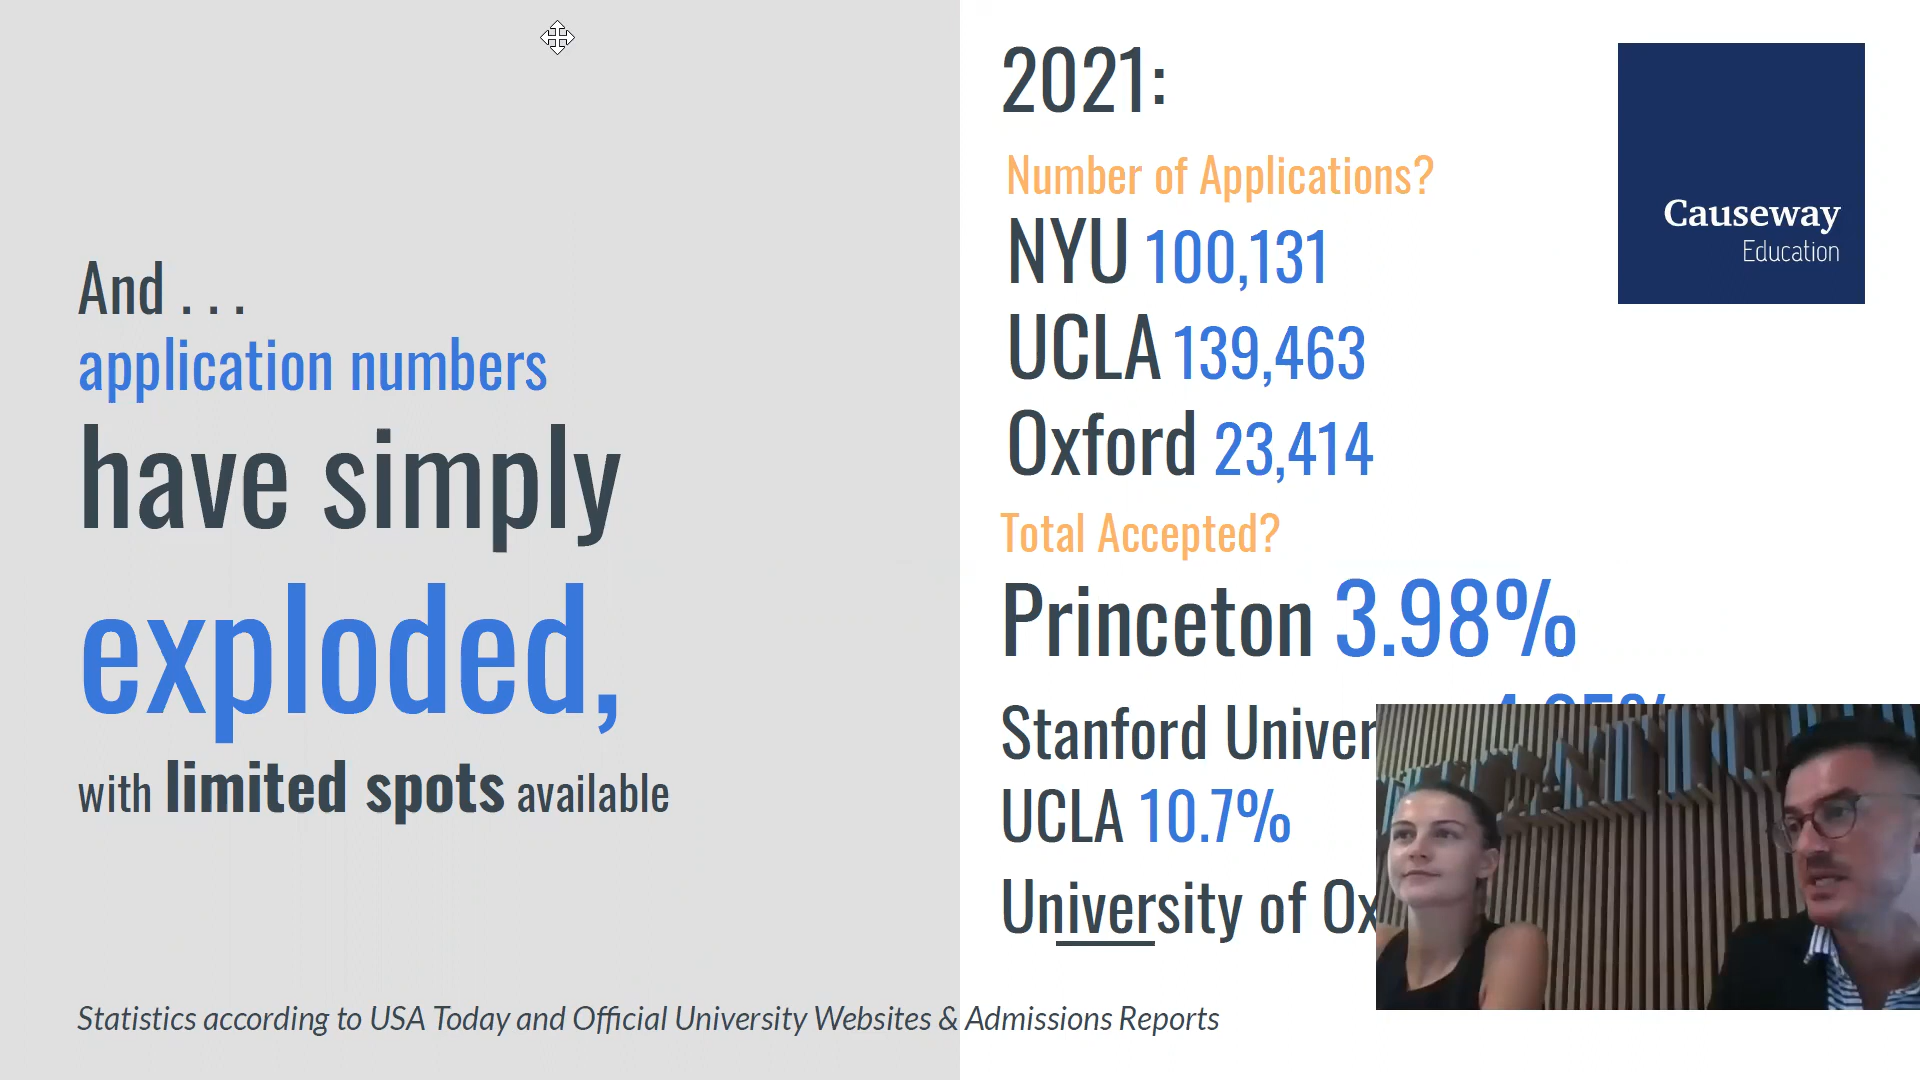 And . . .
application numbers
have simply
exploded,
with limited spots available
2021:
Number of Applications?
NYU 100,131
UCLA 139,463
Oxford 23,414
Total Accepted?
Princeton 3.98%
Stanford
UCLA 10.7%
University of
Causeway
Education
Statistics according to USA Today and Official University Websites & Admissions Reports